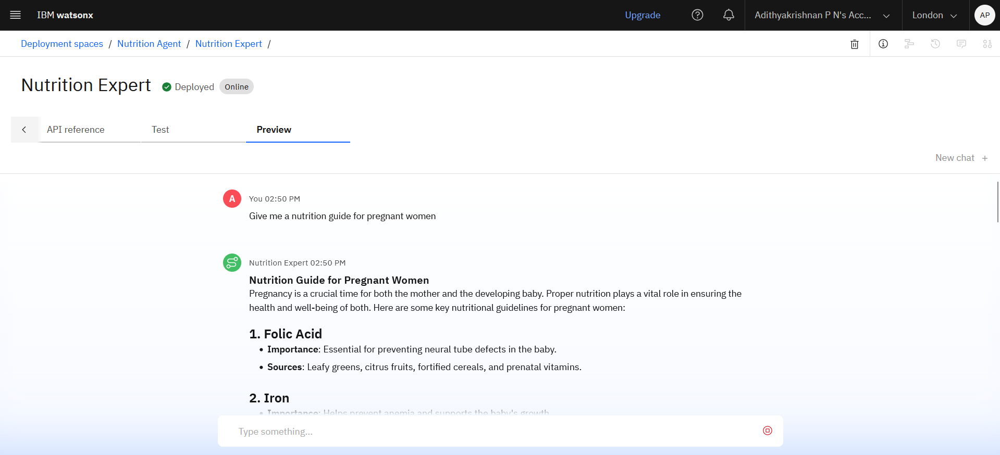 IBM watsonx
Upgrade
Adithyakrishnan P N's Acc...
London
AP
Deployment spaces / Nutrition Agent / Nutrition Expert /
Nutrition Expert
Deployed
Online
API reference
Test
Preview
New chat +
A
You 02:50 PM
Give me a nutrition guide for pregnant women
Nutrition Expert 02:50 PM
Nutrition Guide for Pregnant Women
Pregnancy is a crucial time for both the mother and the developing baby. Proper nutrition plays a vital role in ensuring the
health and well-being of both. Here are some key nutritional guidelines for pregnant women:
1. Folic Acid
• Importance: Essential for preventing neural tube defects in the baby.
• Sources: Leafy greens, citrus fruits, fortified cereals, and prenatal vitamins.
2. Iron
• Importance: Helps prevent anemia and supports the baby's growth.
Type something...